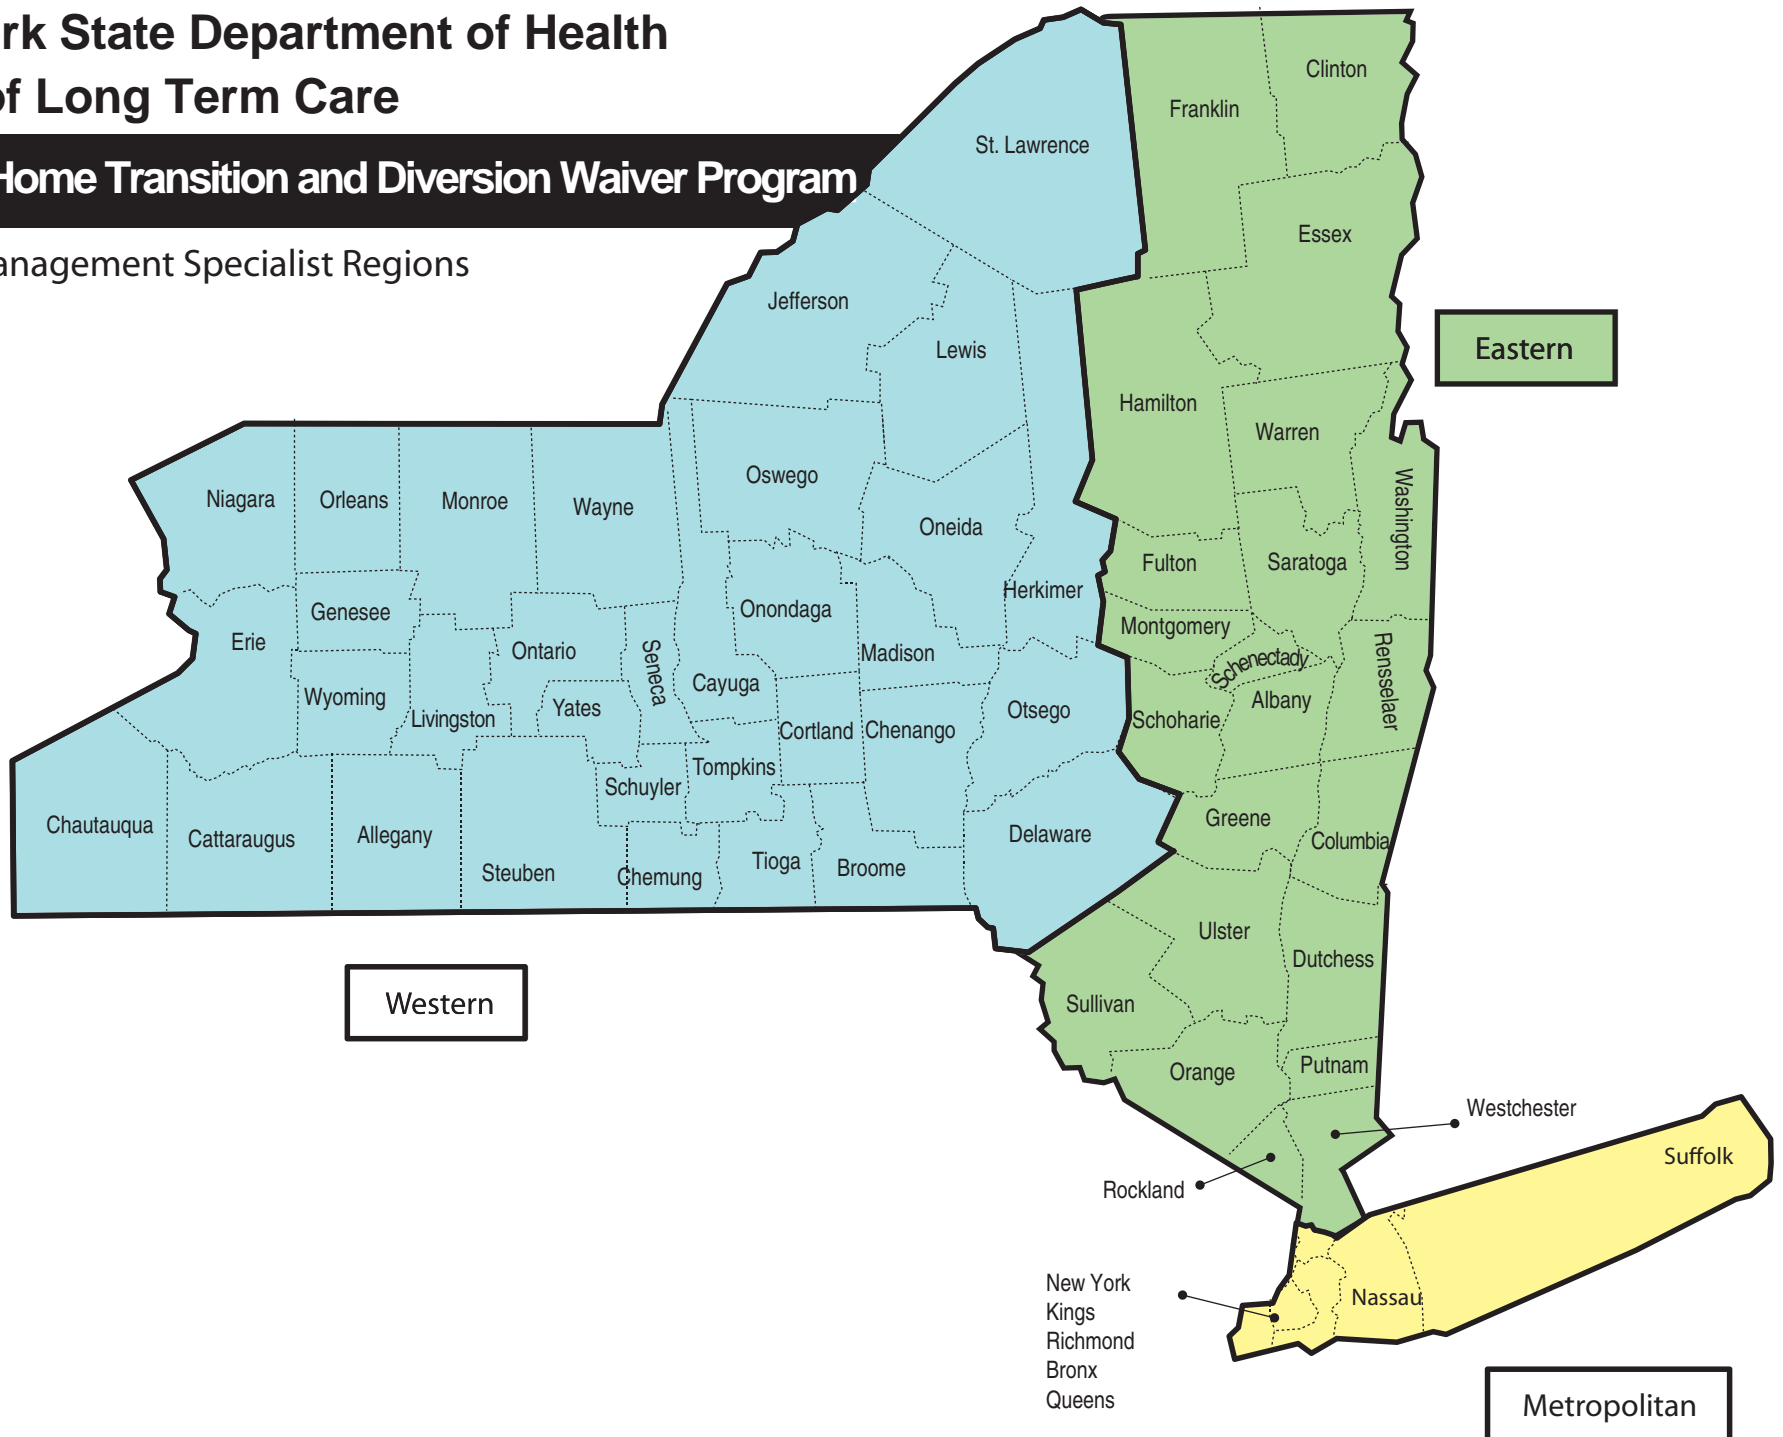 rk State Department of Health
of Long Term Care
Home Transition and Diversion Waiver Program
anagement Specialist Regions
Clinton
Franklin
St. Lawrence
Essex
Jefferson
Eastern
Lewis
Hamilton
Warren
Oswego
Washington
Niagara
Orleans
Monroe
Wayne
Oneida
Fulton
Saratoga
Herkimer
Genesee
Onondaga
Montgomery
Erie
Ontario
Seneca
Madison
Schenectady
Rensselaer
Wyoming
Cayuga
Albany
Livingston
Yates
Otsego
Schoharie
Cortland
Chenango
Tompkins
Schuyler
Greene
Chautauqua
Cattaraugus
Allegany
Delaware
Columbia
Steuben
Chemung
Tioga
Broome
Ulster
Dutchess
Western
Sullivan
Orange
Putnam
Westchester
Suffolk
Rockland
New York
Kings
Richmond
Bronx
Queens
Nassau
Metropolitan